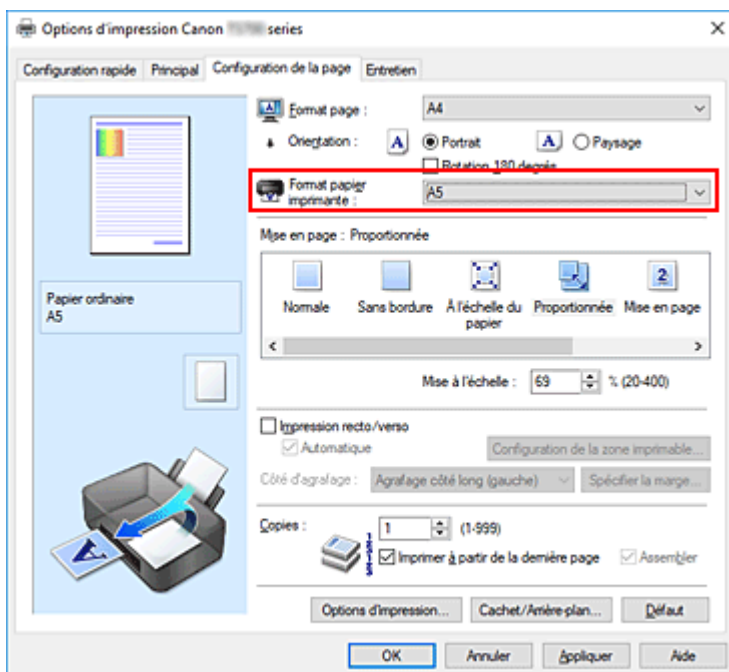 Options d'impression Canon series
Configuration rapide Principal Configuration de la page Entretien
Format page : A4
Orientation : A Portrait A Paysage
Rotation 180 degrés
Format papier
imprimante : A5
Mise en page : Proportionnée
Papier ordinaire
A5
2
Normale Sans bordure À l'échelle du papier Proportionnée Mise en page
Mise à l'échelle : 69 % (20-400)
Impression recto/verso
Automatique Configuration de la zone imprimable...
Côté d'agrafage : Agrafage côté long (gauche) Spécifier la marge...
Copies : 1 (1-999)
Imprimer à partir de la dernière page Assembler
Options d'impression... Cachet/Arrière-plan... Défaut
OK Annuler Appliquer Aide